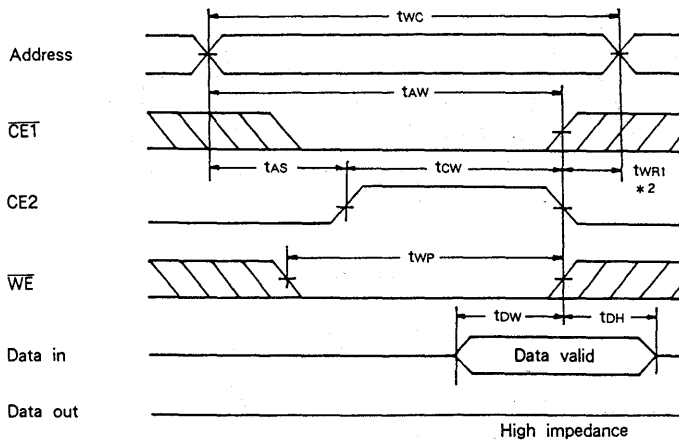 tWC
Address
tAW
CE1
tAS
tCW
tWR1
*2
CE2
tWP
WE
tDW
tDH
Data in
Data valid
Data out
High impedance